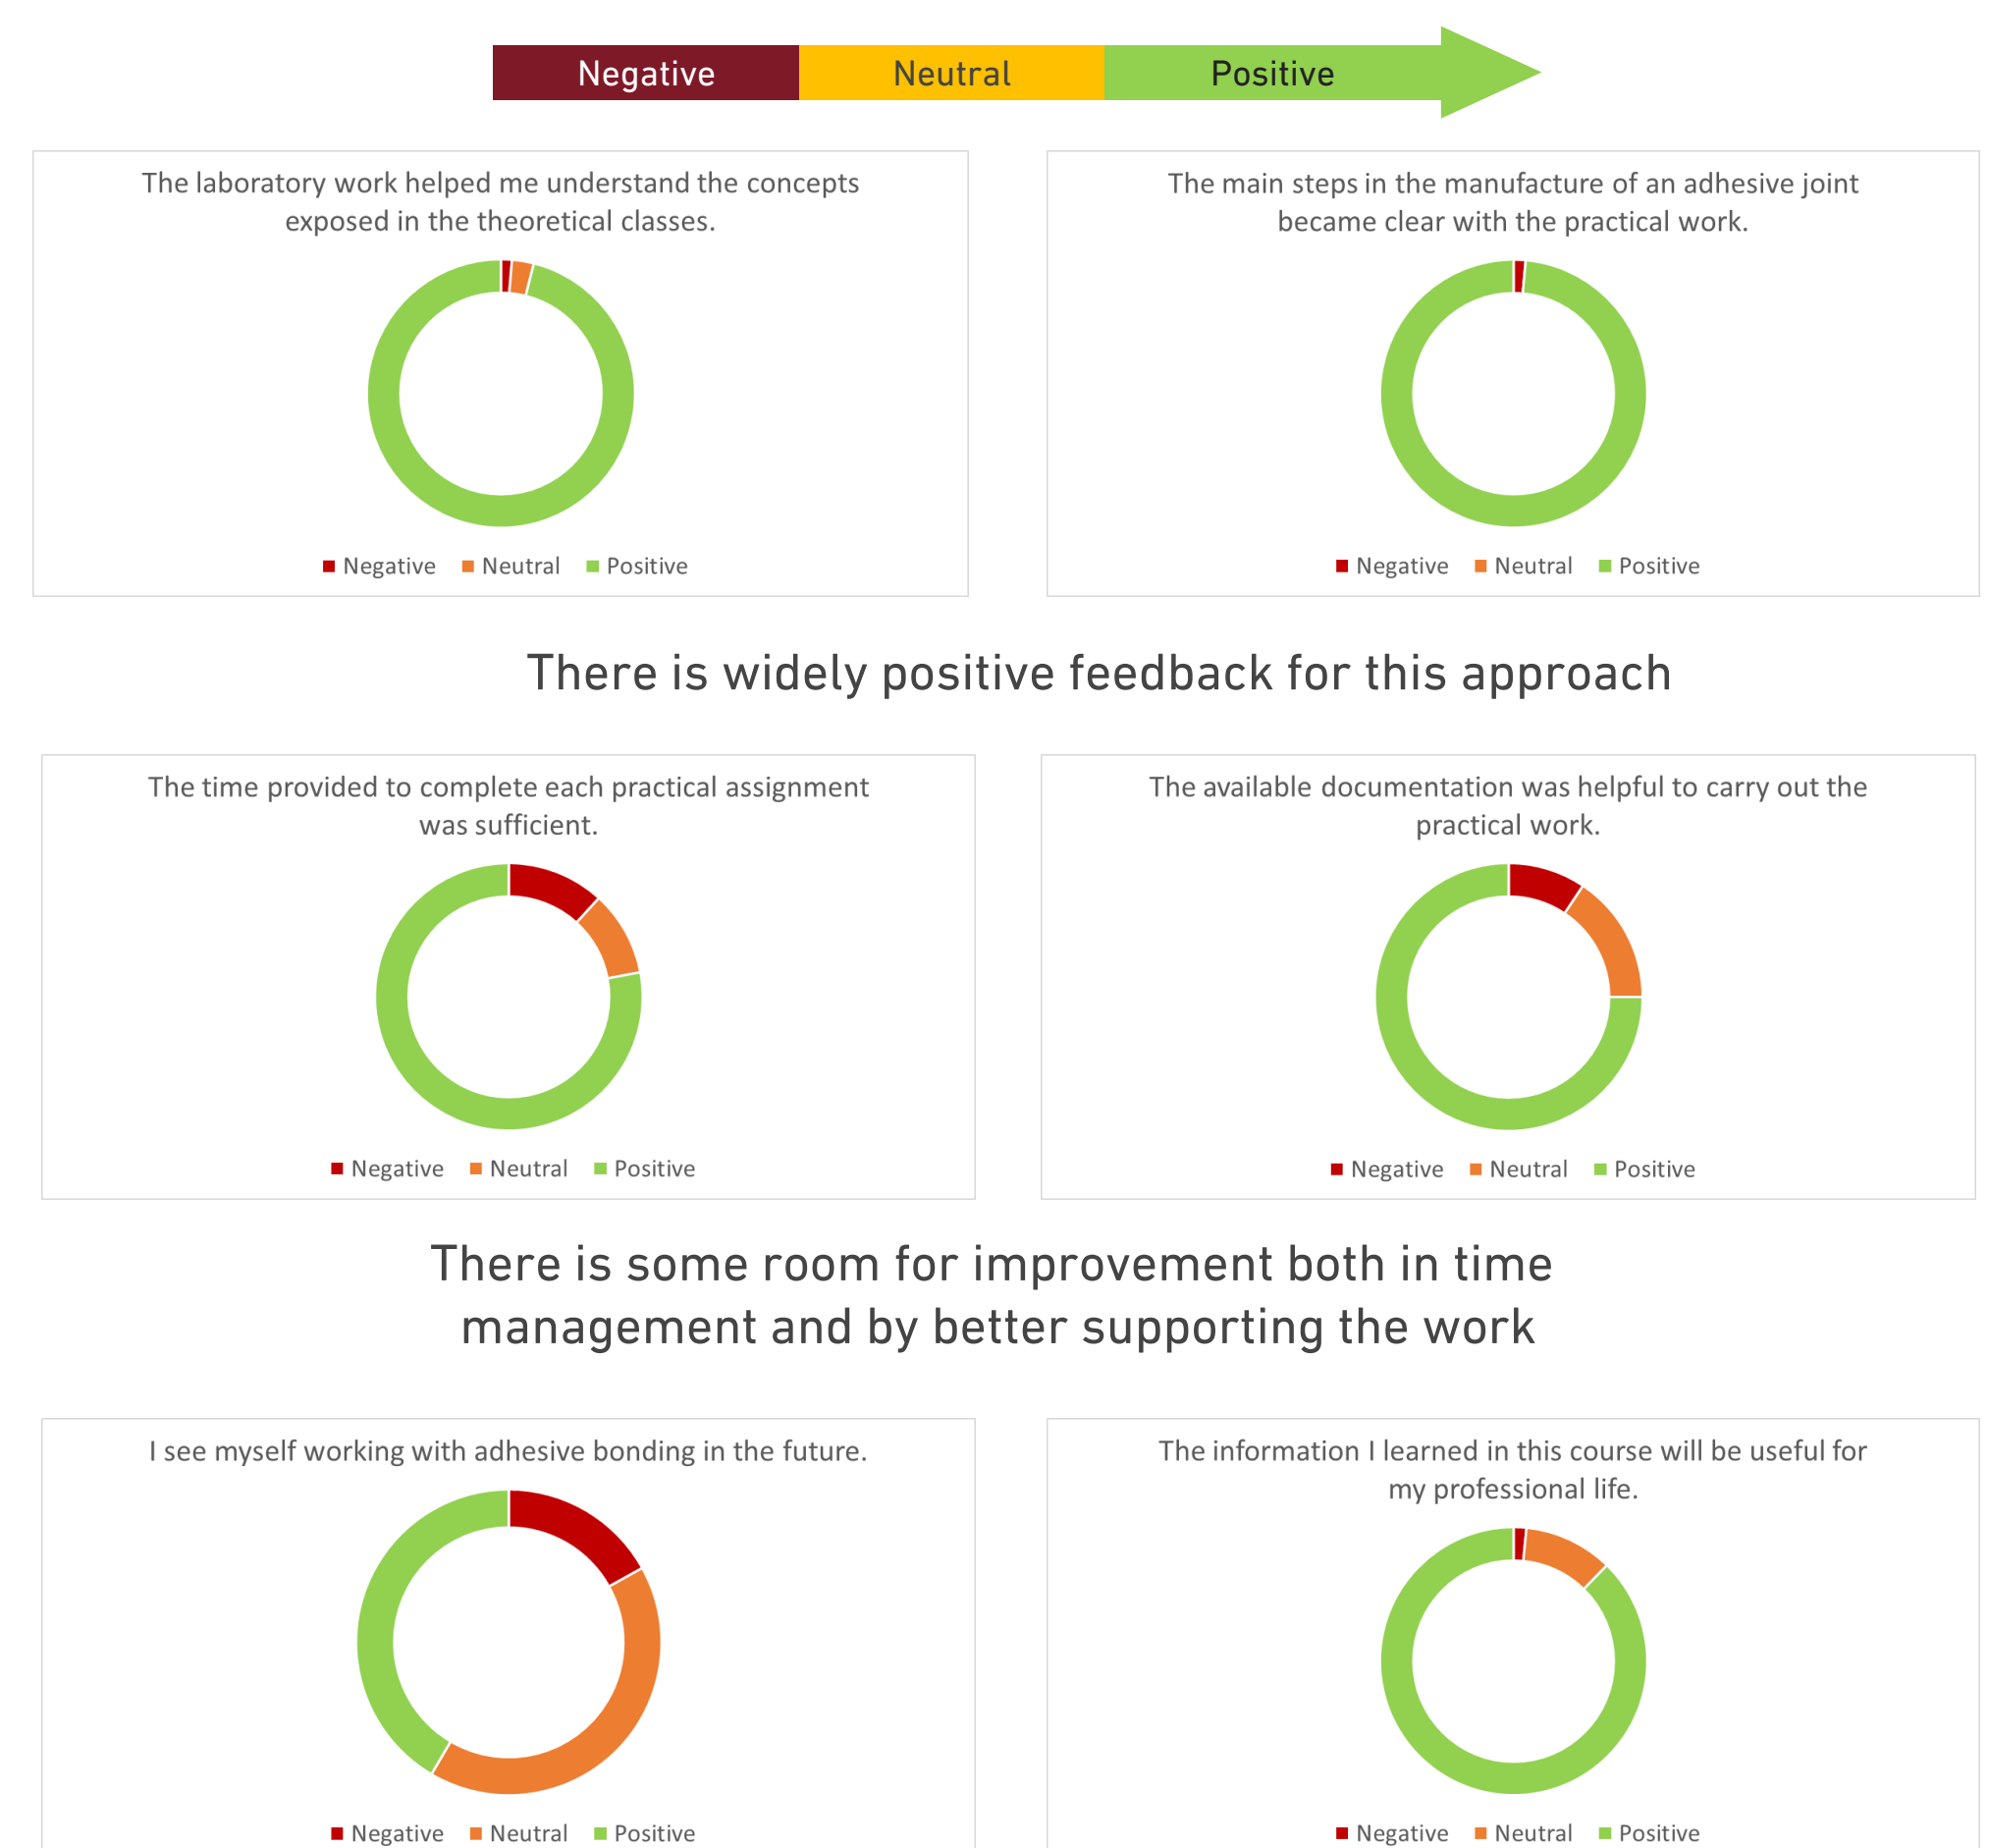 Negative Neutral Positive
The laboratory work helped me understand the concepts
exposed in the theoretical classes.
Negative Neutral Positive
The main steps in the manufacture of an adhesive joint
became clear with the practical work.
Negative Neutral Positive
There is widely positive feedback for this approach
The time provided to complete each practical assignment
was sufficient.
Negative Neutral Positive
The available documentation was helpful to carry out the
practical work.
Negative Neutral Positive
There is some room for improvement both in time
management and by better supporting the work
I see myself working with adhesive bonding in the future.
Negative Neutral Positive
The information I learned in this course will be useful for
my professional life.
Negative Neutral Positive